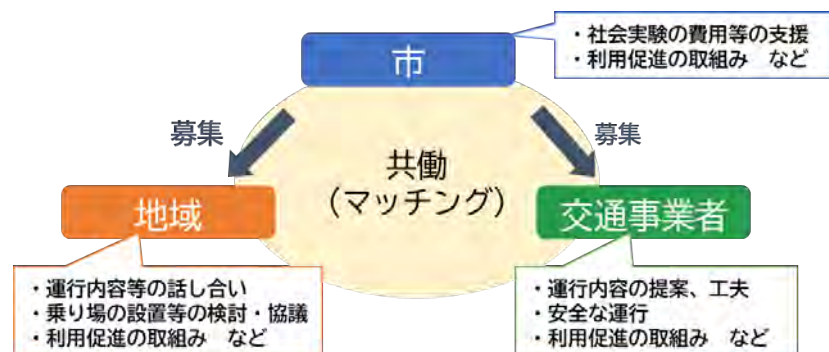 市
・社会実験の費用等の支援
・利用促進の取組み　など
募集
募集
共働
（マッチング）
地域
交通事業者
・運行内容等の話し合い
・乗り場の設置等の検討・協議
・利用促進の取組み　など
・運行内容の提案、工夫
・安全な運行
・利用促進の取組み　など